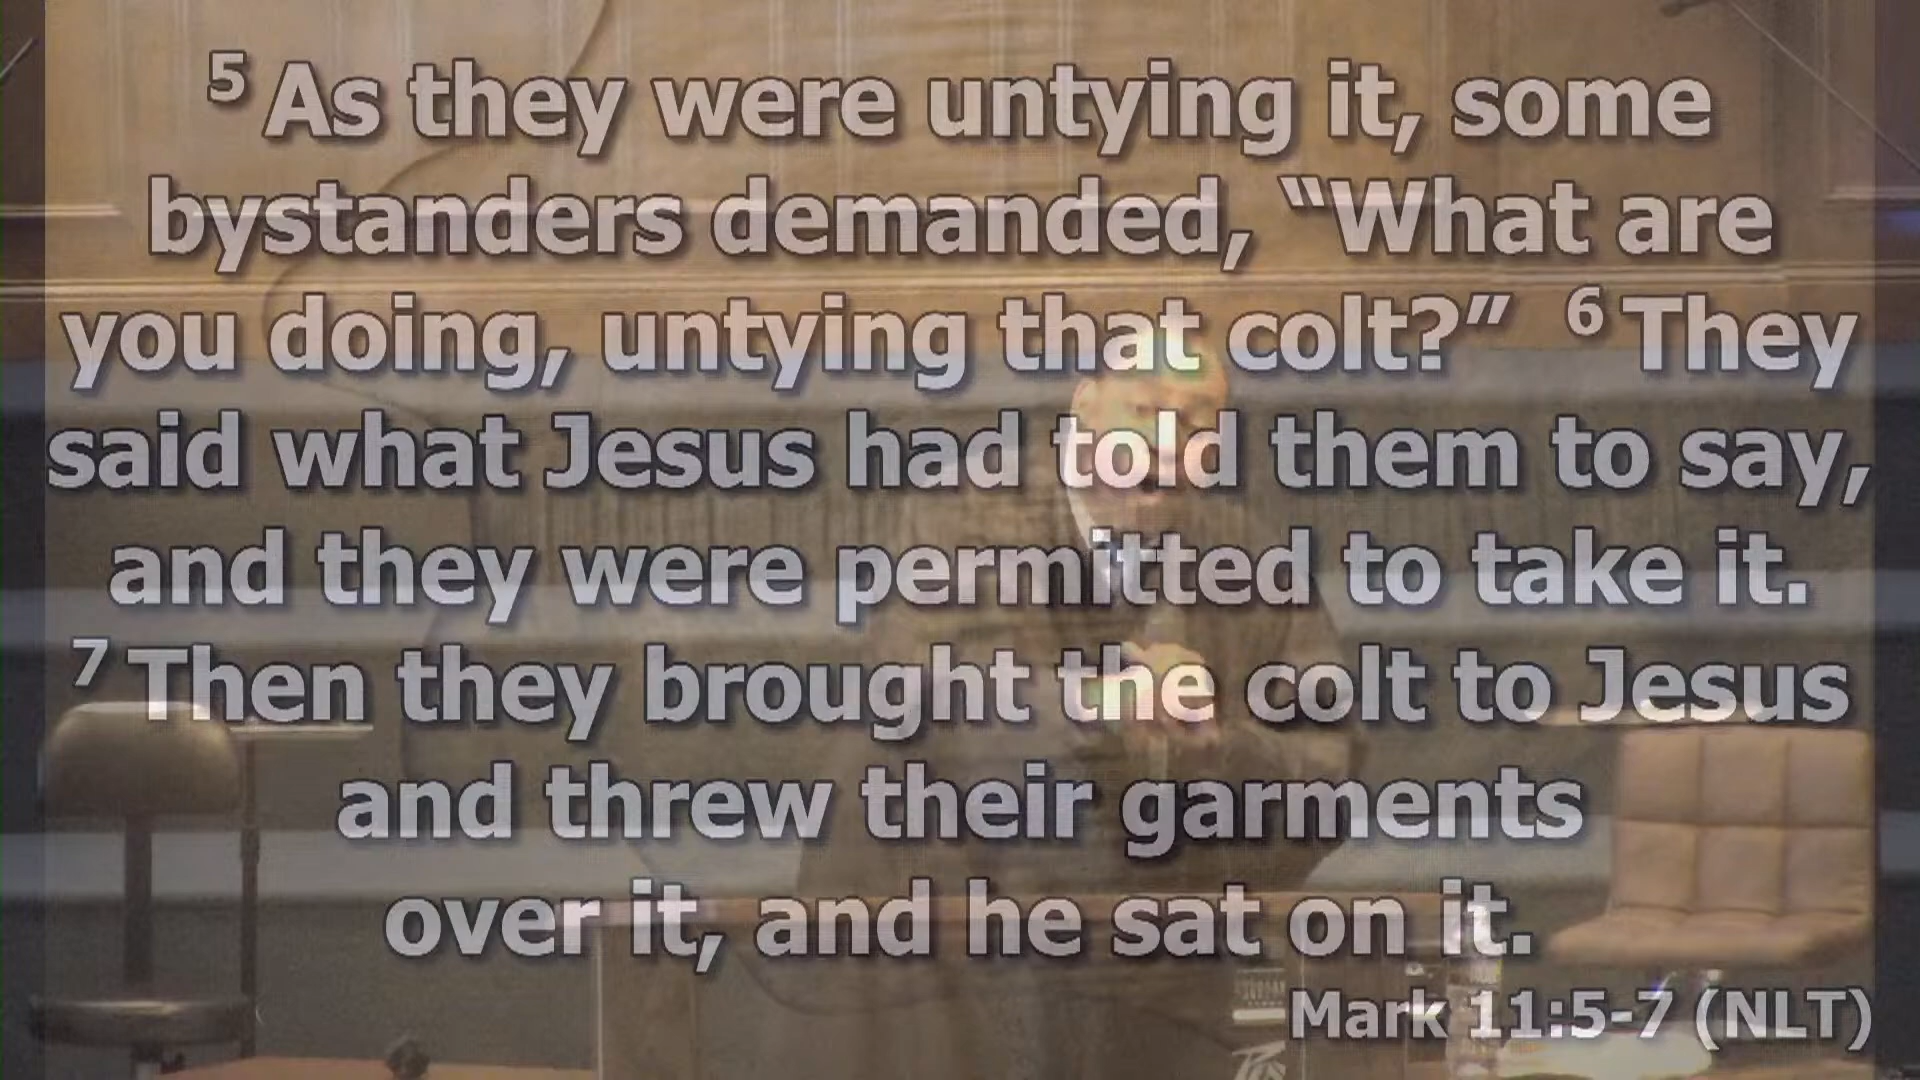 5 As they were untying it, some
bystanders demanded, “What are
you doing, untying that colt?” 6 They
said what Jesus had told them to say,
and they were permitted to take it.
7 Then they brought the colt to Jesus
and threw their garments
over it, and he sat on it.
Mark 11:5-7 (NLT)